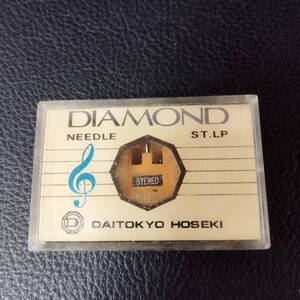 DIAMOND
NEEDLE ST.LP
STEREO
D DAITOKYO HOSEKI